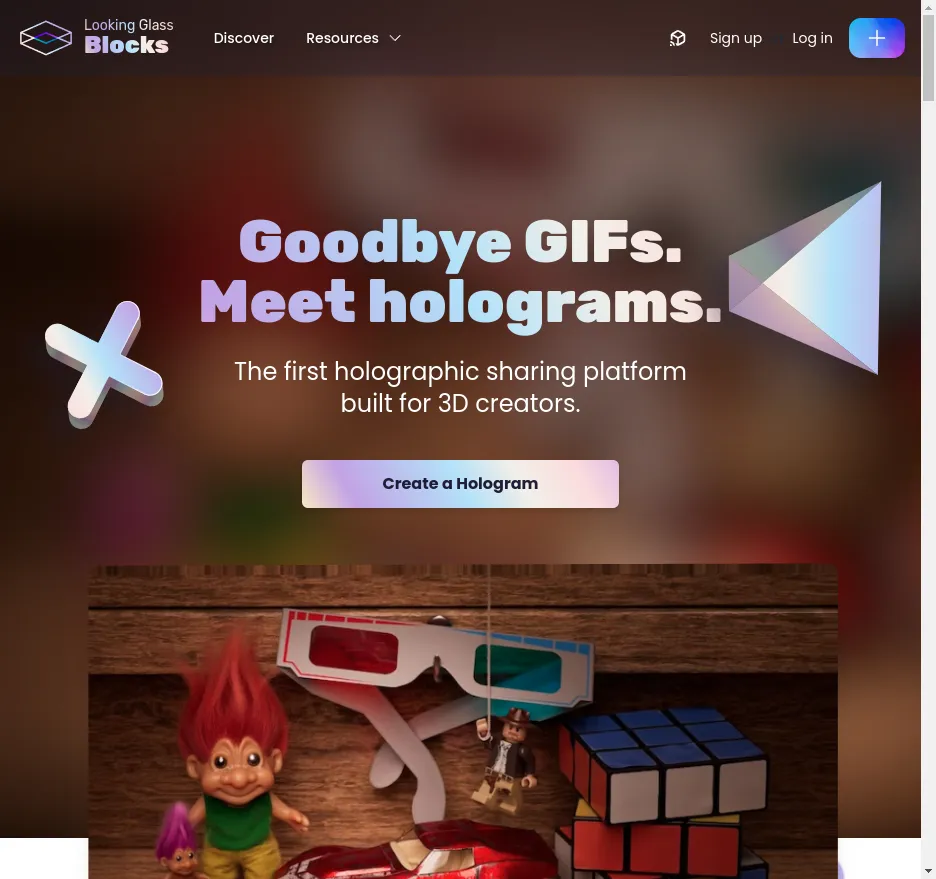 Looking Glass
Blocks
Discover
Resources
Sign up
Log in
Goodbye GIFs.
Meet holograms.
The first holographic sharing platform
built for 3D creators.
Create a Hologram